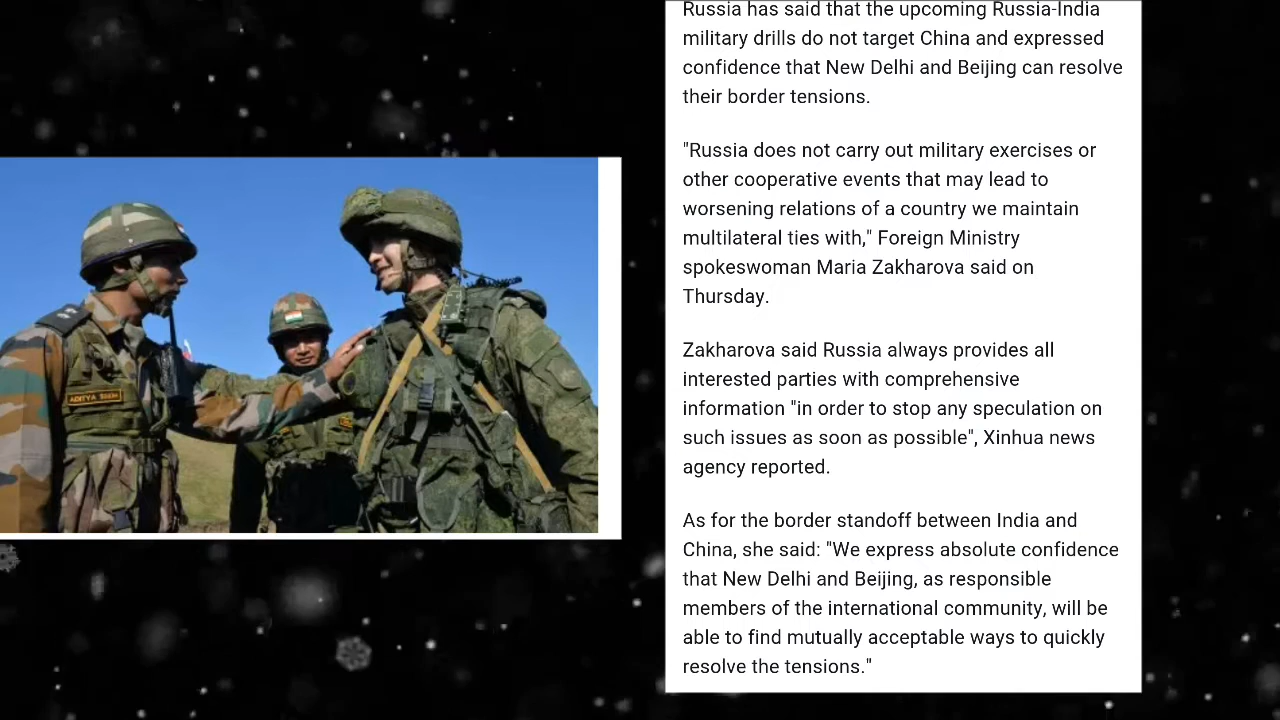 Russia has said that the upcoming Russia-India
military drills do not target China and expressed
confidence that New Delhi and Beijing can resolve
their border tensions.
"Russia does not carry out military exercises or
other cooperative events that may lead to
worsening relations of a country we maintain
multilateral ties with," Foreign Ministry
spokeswoman Maria Zakharova said on
Thursday.
Zakharova said Russia always provides all
interested parties with comprehensive
information "in order to stop any speculation on
such issues as soon as possible", Xinhua news
agency reported.
As for the border standoff between India and
China, she said: "We express absolute confidence
that New Delhi and Beijing, as responsible
members of the international community, will be
able to find mutually acceptable ways to quickly
resolve the tensions."
ADITYA